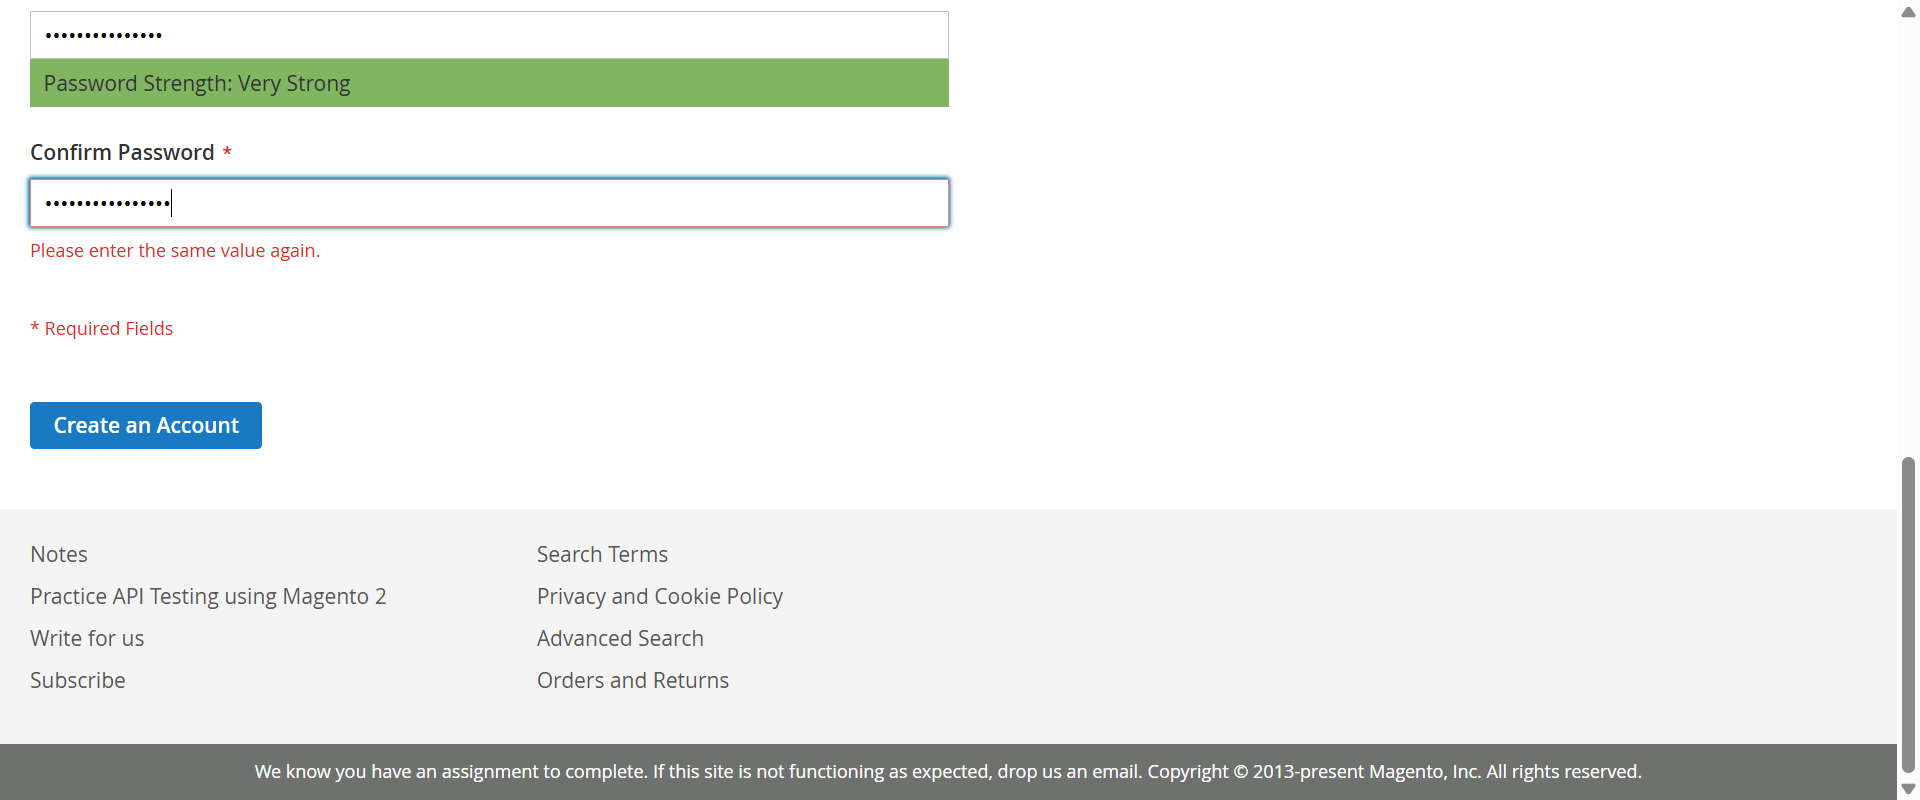 •••••••••••••••
Password Strength: Very Strong
Confirm Password *
••••••••••••••••
Please enter the same value again.
* Required Fields
Create an Account
Notes
Practice API Testing using Magento 2
Write for us
Subscribe
Search Terms
Privacy and Cookie Policy
Advanced Search
Orders and Returns
We know you have an assignment to complete. If this site is not functioning as expected, drop us an email. Copyright © 2013-present Magento, Inc. All rights reserved.